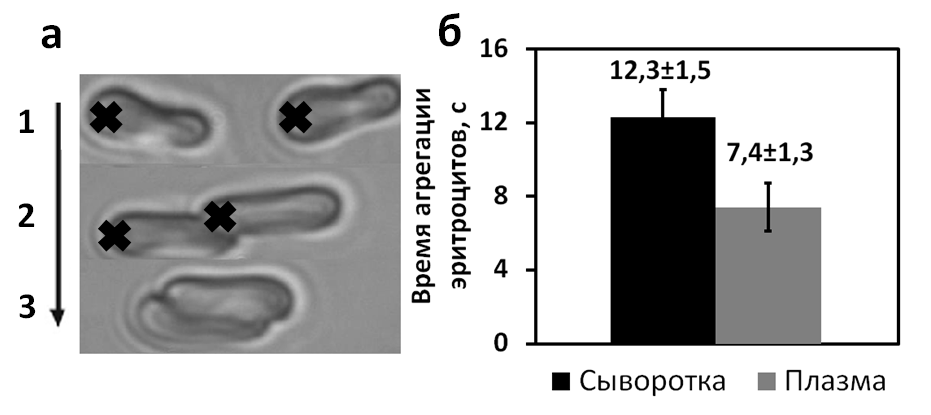 а
1
2
3
б
Время агрегации
эритроцитов, с
16
12
8
4
0
12,3±1,5
7,4±1,3
Сыворотка
Плазма